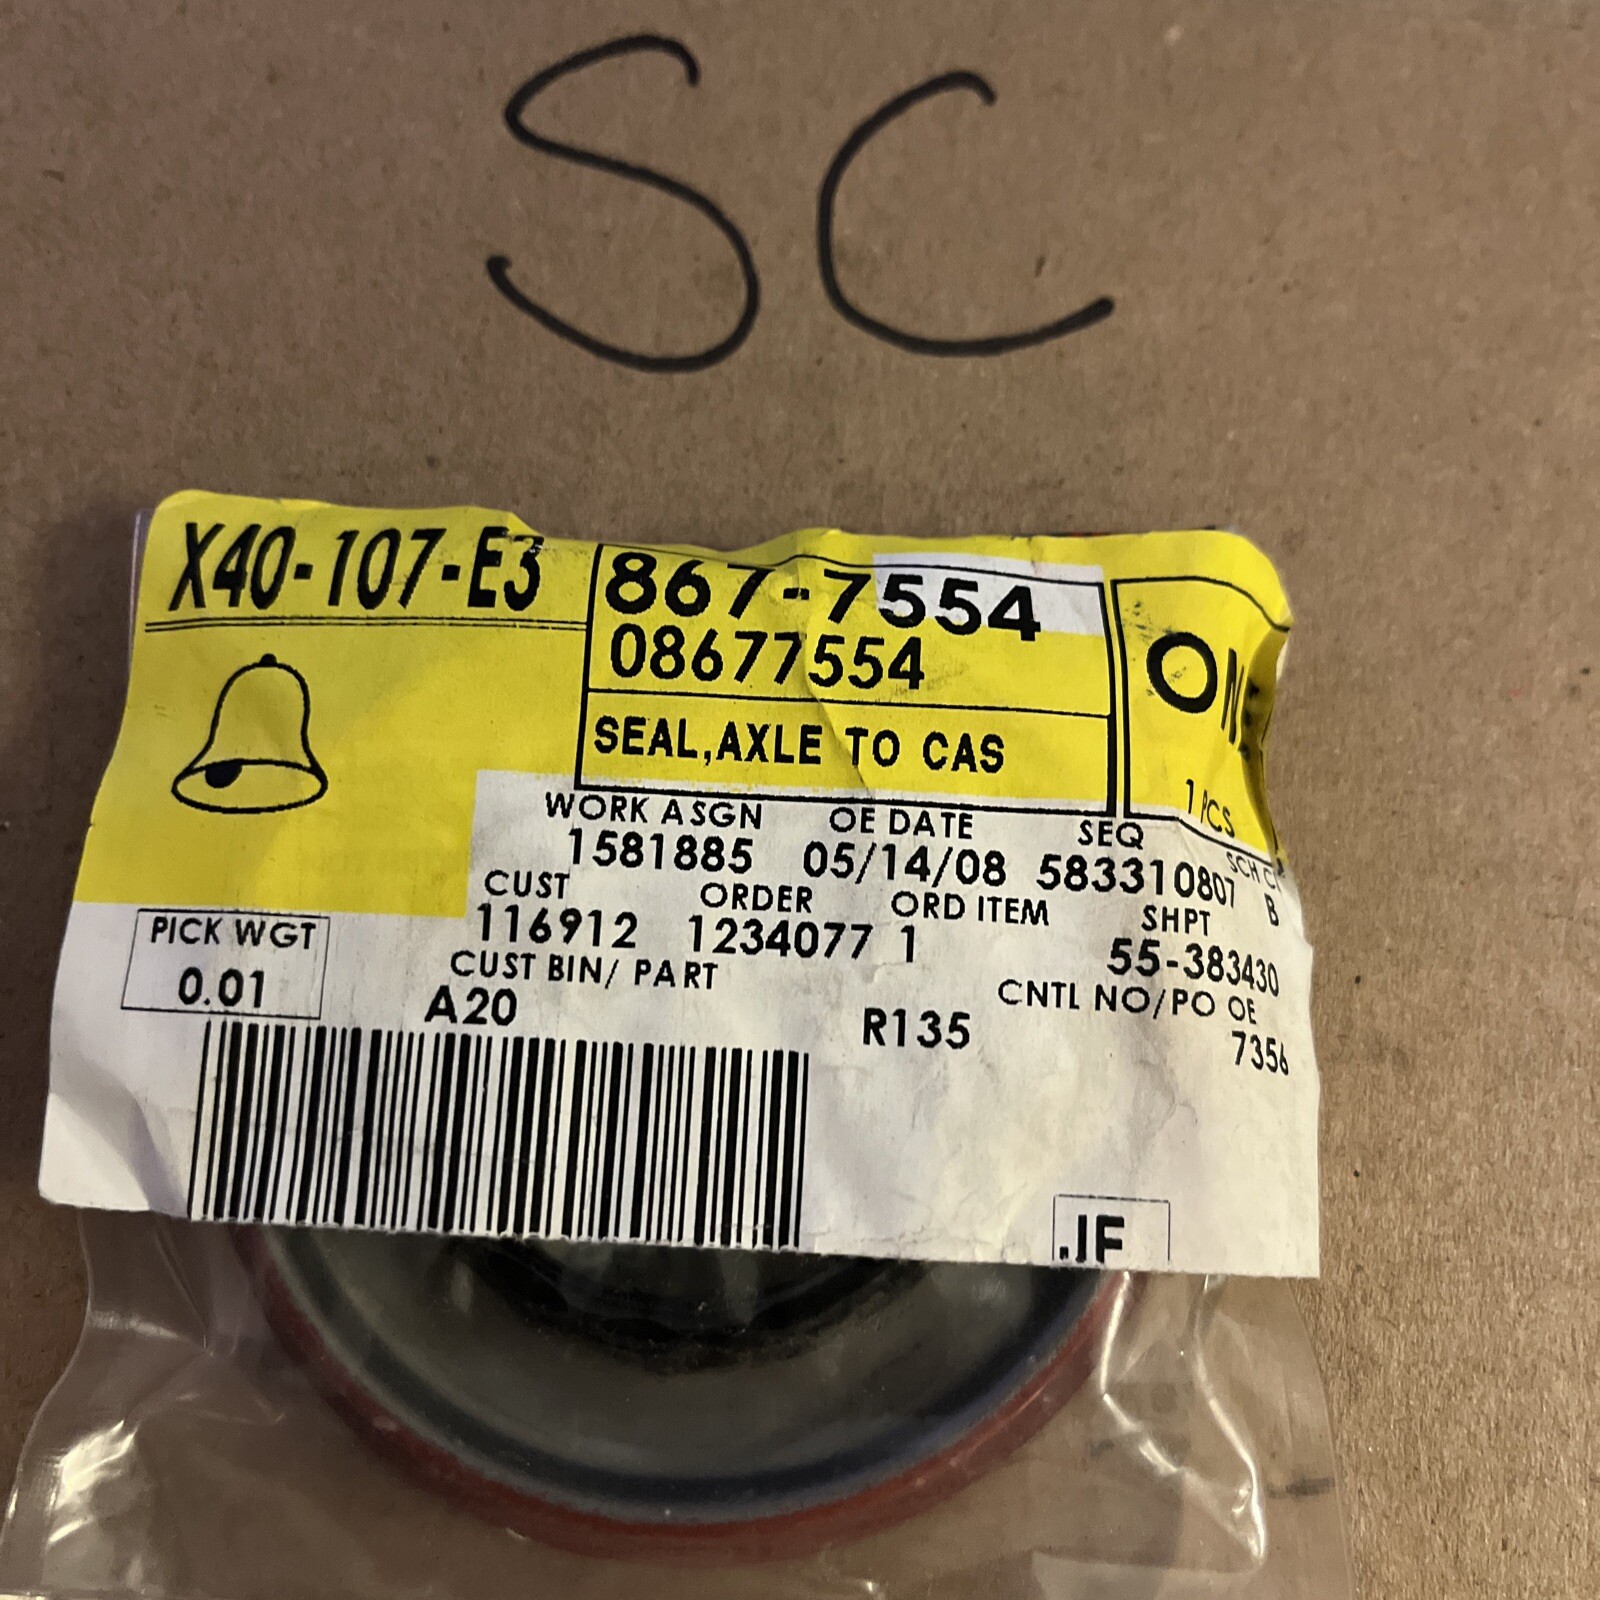 SC
X40-107-E3
867-7554
08677554
SEAL,AXLE TO CAS
1 PCS
WORK ASGN OE DATE SEQ
1581885 05/14/08 583310807 B
CUST ORDER ORD ITEM SHPT
116912 1234077 1 55-383430
PICK WGT
0.01
CUST BIN/ PART CNTL NO/PO OE
A20 R135 7356